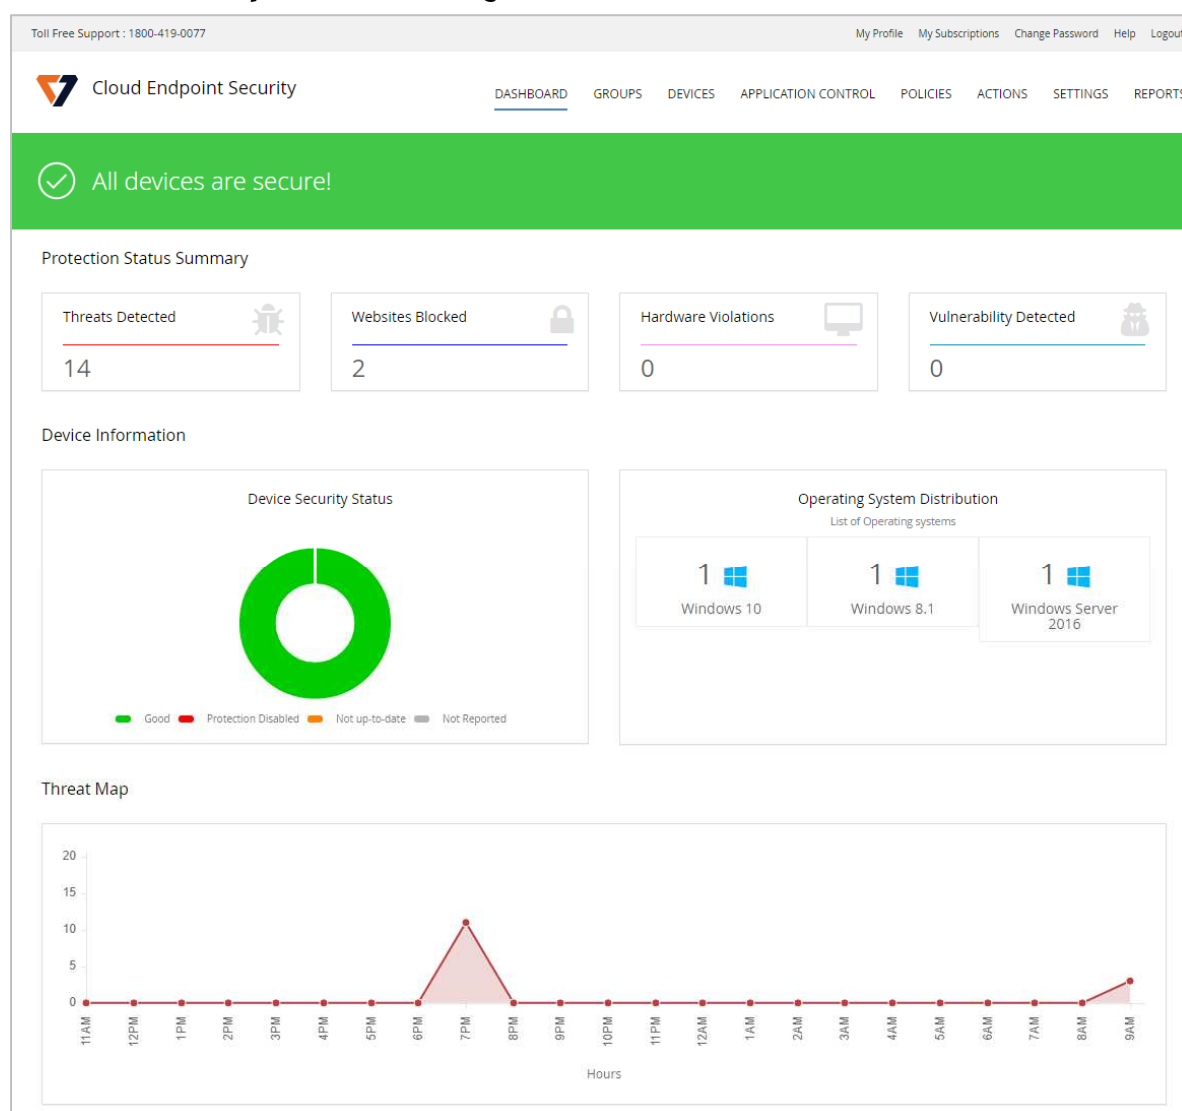 Toll Free Support : 1800-419-0077 My Profile My Subscriptions Change Password Help Logout
Cloud Endpoint Security
DASHBOARD GROUPS DEVICES APPLICATION CONTROL POLICIES ACTIONS SETTINGS REPORTS
All devices are secure!
Protection Status Summary
Threats Detected
14
Websites Blocked
2
Hardware Violations
0
Vulnerability Detected
0
Device Information
Device Security Status
Good Protection Disabled Not up-to-date Not Reported
Operating System Distribution
List of Operating systems
1
Windows 10
1
Windows 8.1
1
Windows Server
2016
Threat Map
20
15
10
5
0
11AM 12PM 1PM 2PM 3PM 4PM 5PM 6PM 7PM 8PM 9PM 10PM 11PM 12AM 1AM 2AM 3AM 4AM 5AM 6AM 7AM 8AM 9AM
Hours